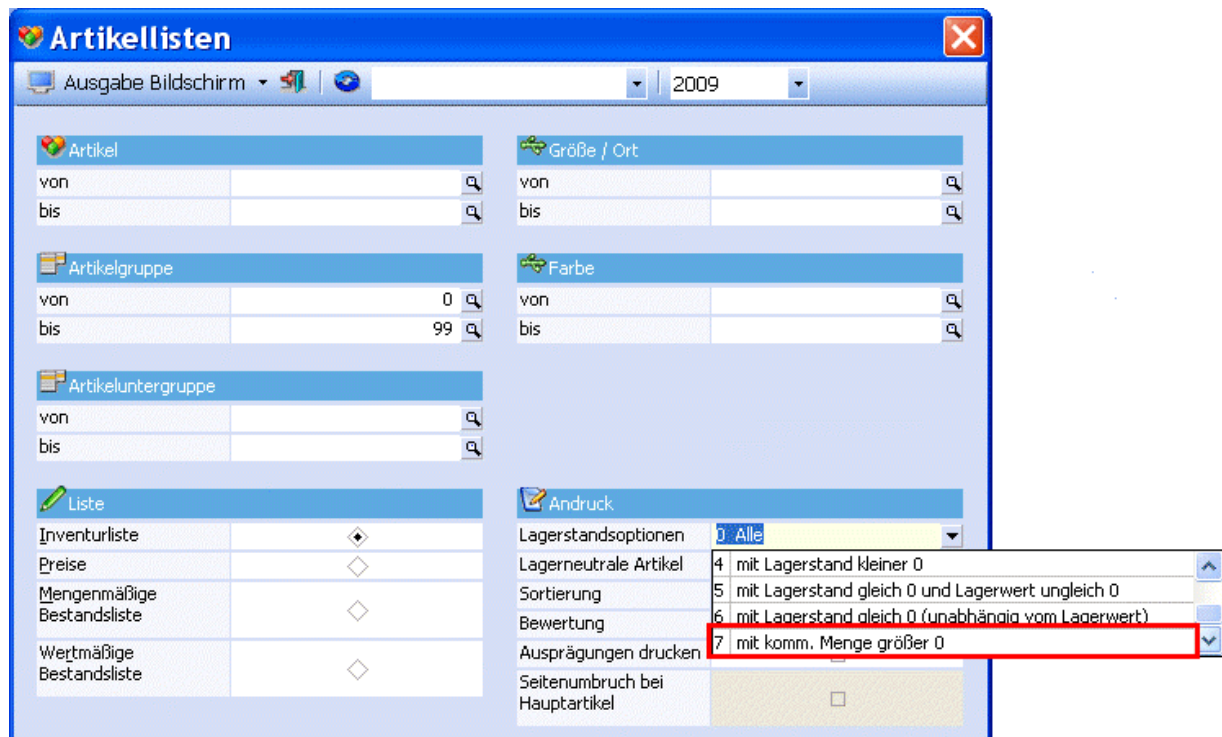 Artikellisten
Ausgabe Bildschirm 2009
Artikel
von
bis
Größe / Ort
von
bis
Artikelgruppe
von 0
bis 99
Farbe
von
bis
Artikeluntergruppe
von
bis
Liste
Inventurliste
Preise
Mengenmäßige
Bestandsliste
Wertmäßige
Bestandsliste
Andruck
Lagerstandsoptionen 0 Alle
Lagerneutrale Artikel
Sortierung
Bewertung
Ausprägungen drucken
Seitenumbruch bei
Hauptartikel
4 mit Lagerstand kleiner 0
5 mit Lagerstand gleich 0 und Lagerwert ungleich 0
6 mit Lagerstand gleich 0 (unabhängig vom Lagerwert)
7 mit komm. Menge größer 0